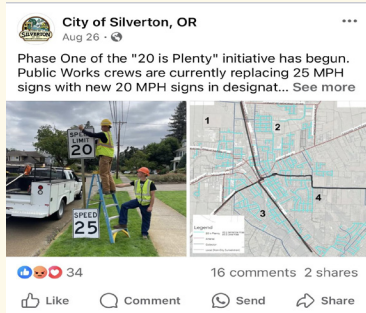 City of Silverton, OR
SILVERTON
Aug 26 ·
Phase One of the "20 is Plenty" initiative has begun.
Public Works crews are currently replacing 25 MPH
signs with new 20 MPH signs in designat... See more
SPEED
LIMIT
20
SPEED
25
1
2
3
4
Legend
34
16 comments 2 shares
Like
Comment
Send
Share